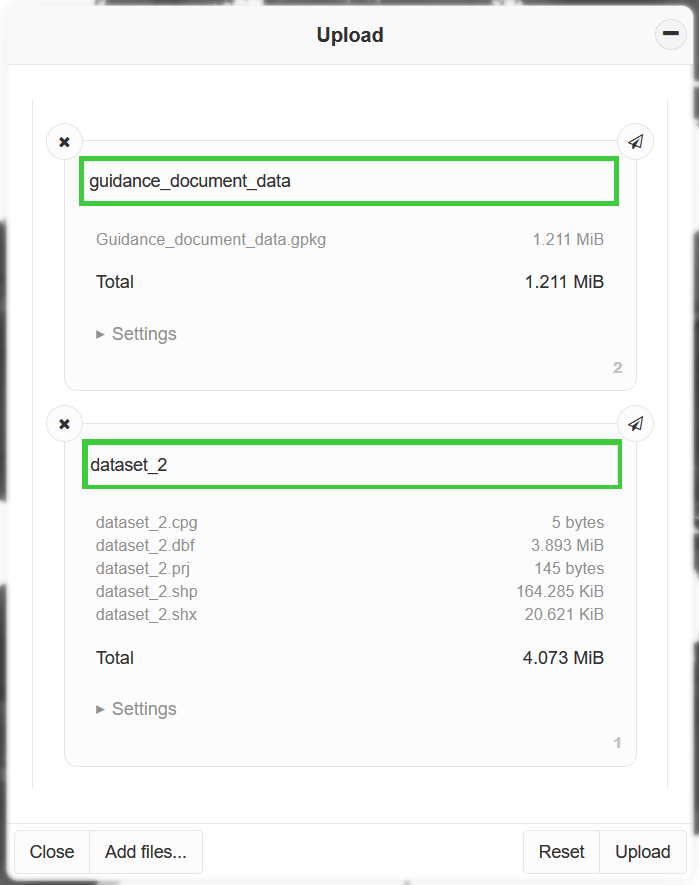 Upload
guidance_document_data
Guidance_document_data.gpkg 1.211 MiB
Total 1.211 MiB
▸ Settings
2
dataset_2
dataset_2.cpg 5 bytes
dataset_2.dbf 3.893 MiB
dataset_2.prj 145 bytes
dataset_2.shp 164.285 KiB
dataset_2.shx 20.621 KiB
Total 4.073 MiB
▸ Settings
1
Close Add files... Reset Upload